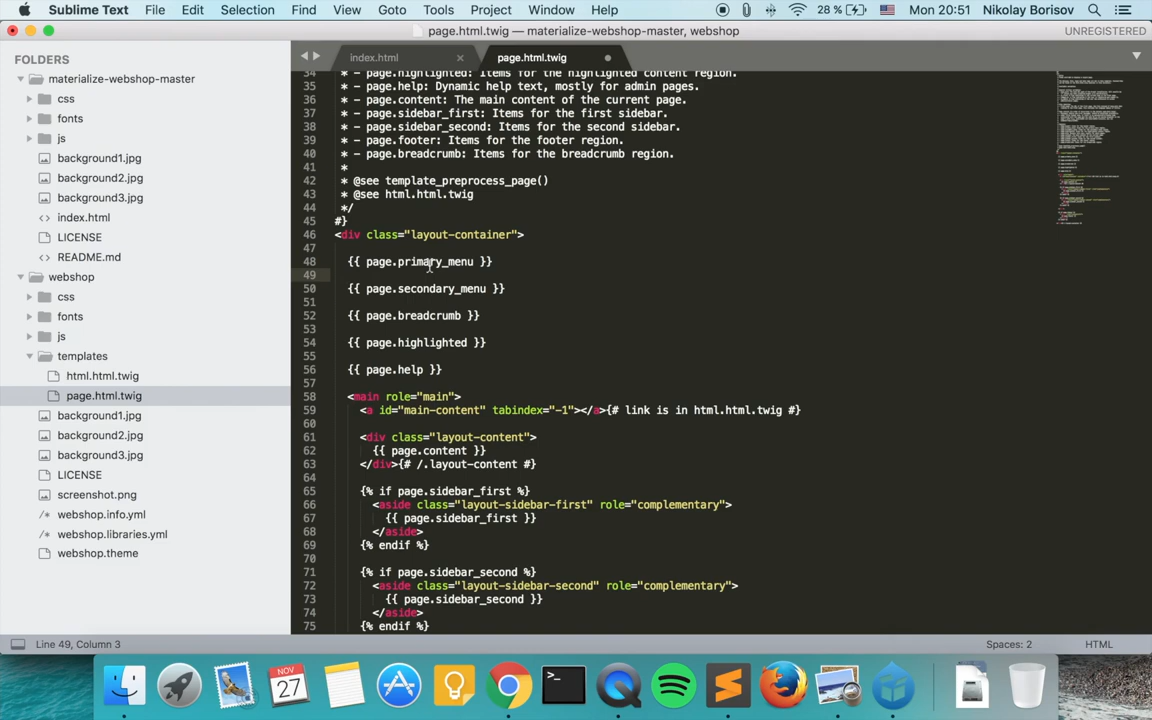 Sublime Text File Edit Selection Find View Goto Tools Project Window Help 28 % Mon 20:51 Nikolay Borisov
page.html.twig — materialize-webshop-master, webshop UNREGISTERED
FOLDERS
materialize-webshop-master
css
fonts
js
background1.jpg
background2.jpg
background3.jpg
index.html
LICENSE
README.md
webshop
css
fonts
js
templates
html.html.twig
page.html.twig
background1.jpg
background2.jpg
background3.jpg
LICENSE
screenshot.png
webshop.info.yml
webshop.libraries.yml
webshop.theme
index.html × page.html.twig
34 * - page.highlighted: Items for the highlighted content region.
35 * - page.help: Dynamic help text, mostly for admin pages.
36 * - page.content: The main content of the current page.
37 * - page.sidebar_first: Items for the first sidebar.
38 * - page.sidebar_second: Items for the second sidebar.
39 * - page.footer: Items for the footer region.
40 * - page.breadcrumb: Items for the breadcrumb region.
41 *
42 * @see template_preprocess_page()
43 * @see html.html.twig
44 */
45 #}
46 <div class="layout-container">
47
48 {{ page.primary_menu }}
49
50 {{ page.secondary_menu }}
51
52 {{ page.breadcrumb }}
53
54 {{ page.highlighted }}
55
56 {{ page.help }}
57
58 <main role="main">
59 <a id="main-content" tabindex="-1"></a>{# link is in html.html.twig #}
60
61 <div class="layout-content">
62 {{ page.content }}
63 </div>{# /.layout-content #}
64
65 {% if page.sidebar_first %}
66 <aside class="layout-sidebar-first" role="complementary">
67 {{ page.sidebar_first }}
68 </aside>
69 {% endif %}
70
71 {% if page.sidebar_second %}
72 <aside class="layout-sidebar-second" role="complementary">
73 {{ page.sidebar_second }}
74 </aside>
75 {% endif %}
Line 49, Column 3 Spaces: 2 HTML
NOV
27